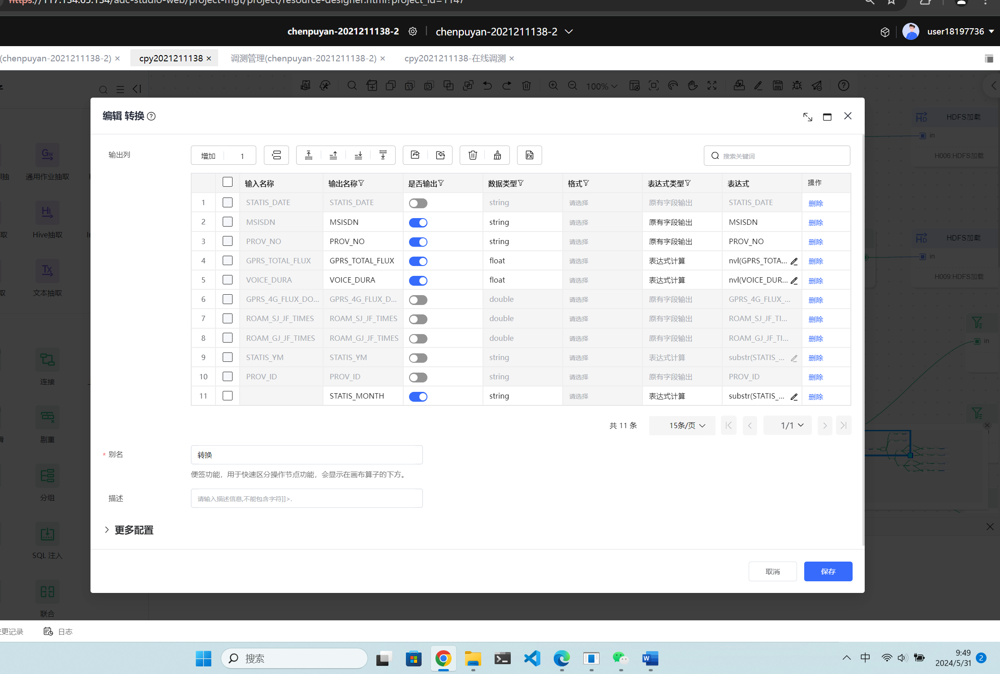 https://117.134.65.134/adc-studio-web/project-mgt/project/resource-designer.html?project_id=1147
chenpuyan-2021211138-2
chenpuyan-2021211138-2
user18197736
(chenpuyan-2021211138-2) ×
cpy2021211138 ×
调测管理(chenpuyan-2021211138-2) ×
cpy2021211138-在线调测 ×
100%
编辑 转换
输出列
增加 1
搜索关键词
输入名称 输出名称 是否输出 数据类型 格式 表达式类型 表达式 操作
1 STATIS_DATE STATIS_DATE string 请选择 原有字段输出 STATIS_DATE 删除
2 MSISDN MSISDN string 请选择 原有字段输出 MSISDN 删除
3 PROV_NO PROV_NO string 请选择 原有字段输出 PROV_NO 删除
4 GPRS_TOTAL_FLUX GPRS_TOTAL_FLUX float 请选择 表达式计算 nvl(GPRS_TOTA... 删除
5 VOICE_DURA VOICE_DURA float 请选择 表达式计算 nvl(VOICE_DUR... 删除
6 GPRS_4G_FLUX_DO... GPRS_4G_FLUX_D... double 请选择 原有字段输出 GPRS_4G_FLUX_... 删除
7 ROAM_SJ_JF_TIMES ROAM_SJ_JF_TIMES double 请选择 原有字段输出 ROAM_SJ_JF_TI... 删除
8 ROAM_GJ_JF_TIMES ROAM_GJ_JF_TIMES double 请选择 原有字段输出 ROAM_GJ_JF_TI... 删除
9 STATIS_YM STATIS_YM string 请选择 表达式计算 substr(STATIS_... 删除
10 PROV_ID PROV_ID string 请选择 原有字段输出 PROV_ID 删除
11 STATIS_MONTH string 请选择 表达式计算 substr(STATIS_... 删除
共 11 条 15条/页 1/1
* 别名
转换
便签功能，用于快速区分操作节点功能，会显示在画布算子的下方。
描述
请输入描述信息,不能包含字符]]>.
更多配置
取消
保存
通用作业抽取
Hive抽取
文本抽取
连接
剔重
分组
SQL 注入
联合
HDFS加载
in
H006:HDFS加载
HDFS加载
in
H009:HDFS加载
in
变更记录
日志
搜索
中
9:49
2024/5/31
2